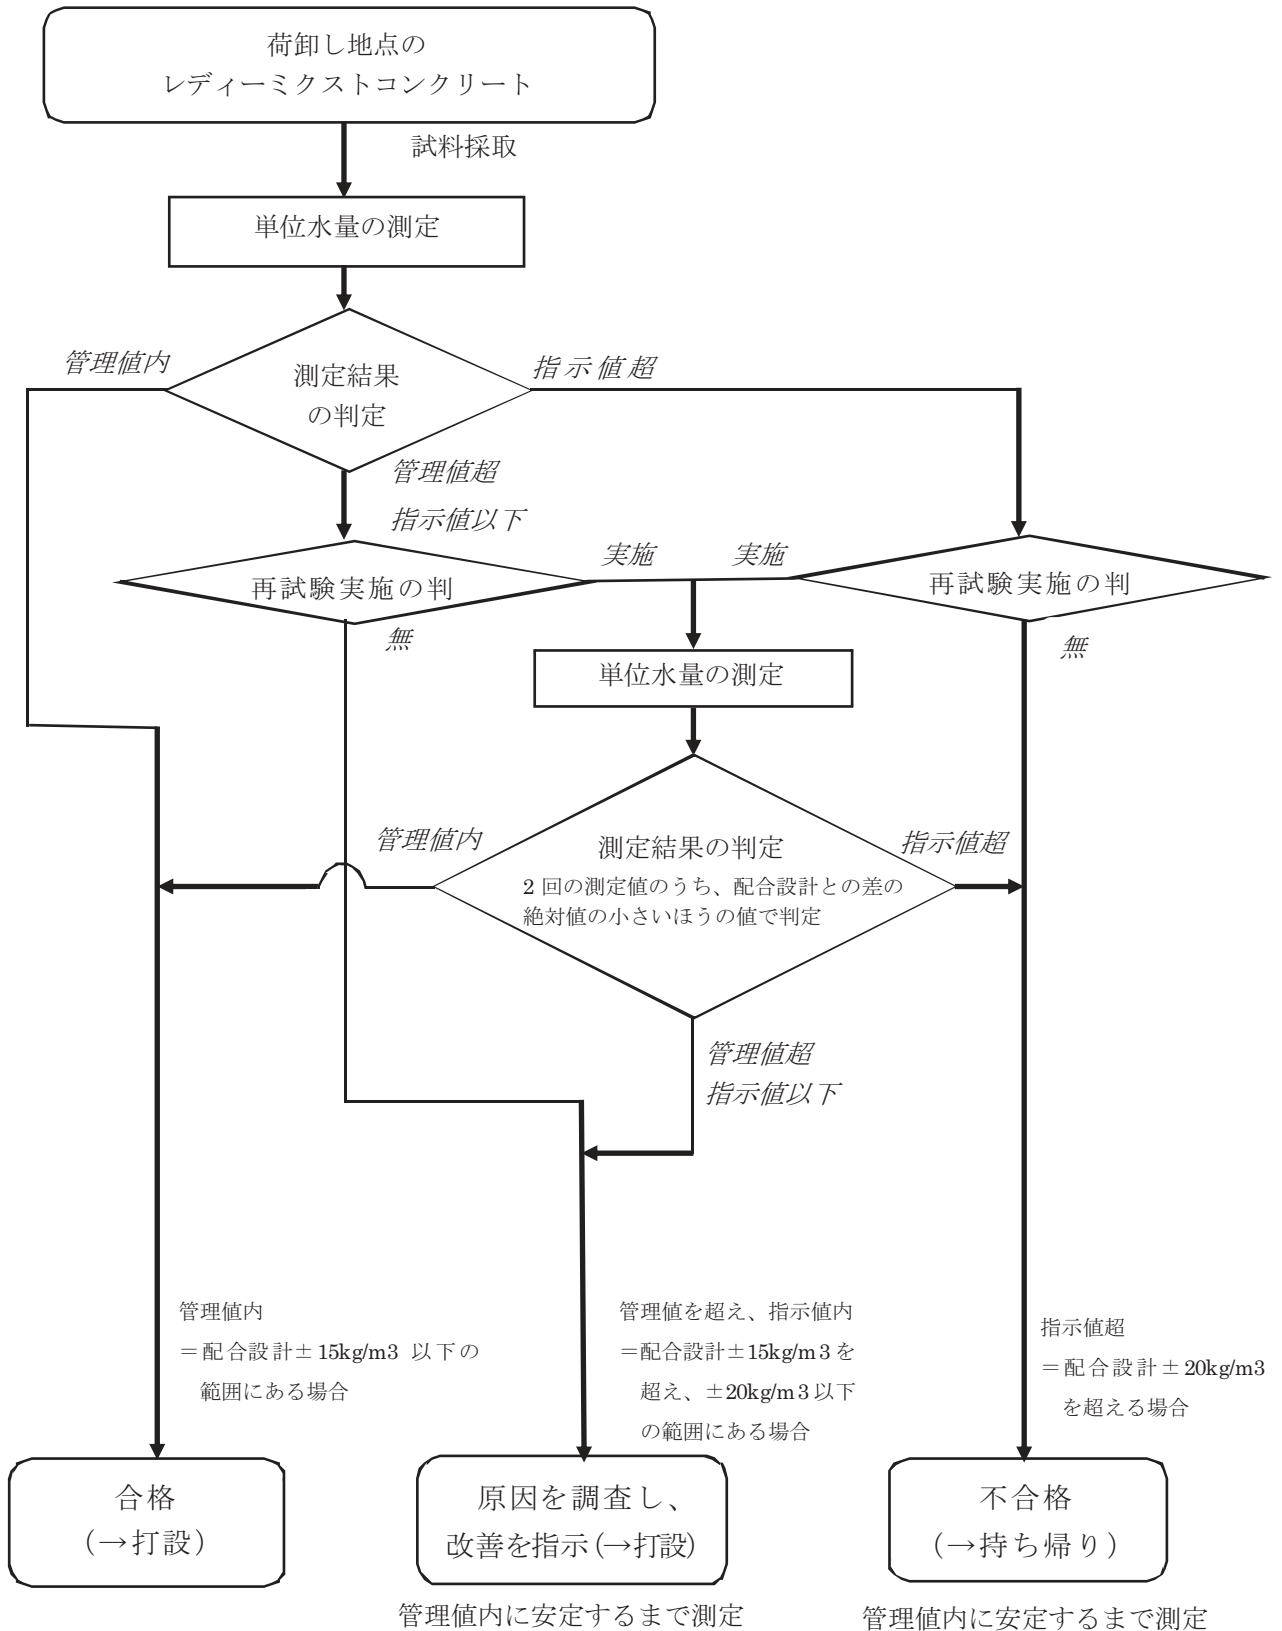 荷卸し地点の
レディーミクストコンクリート
試料採取
単位水量の測定
管理値内
測定結果
の判定
指示値超
管理値超
指示値以下
再試験実施の判
実施
実施
再試験実施の判
無
無
単位水量の測定
管理値内
測定結果の判定
2 回の測定値のうち、配合設計との差の
絶対値の小さいほうの値で判定
指示値超
管理値超
指示値以下
管理値内
＝配合設計±15kg/m3 以下の
範囲にある場合
管理値を超え、指示値内
＝配合設計±15kg/m3を
超え、±20kg/m3以下
の範囲にある場合
指示値超
＝配合設計±20kg/m3
を超える場合
合格
(→打設)
原因を調査し、
改善を指示(→打設)
不合格
(→持ち帰り)
管理値内に安定するまで測定
管理値内に安定するまで測定